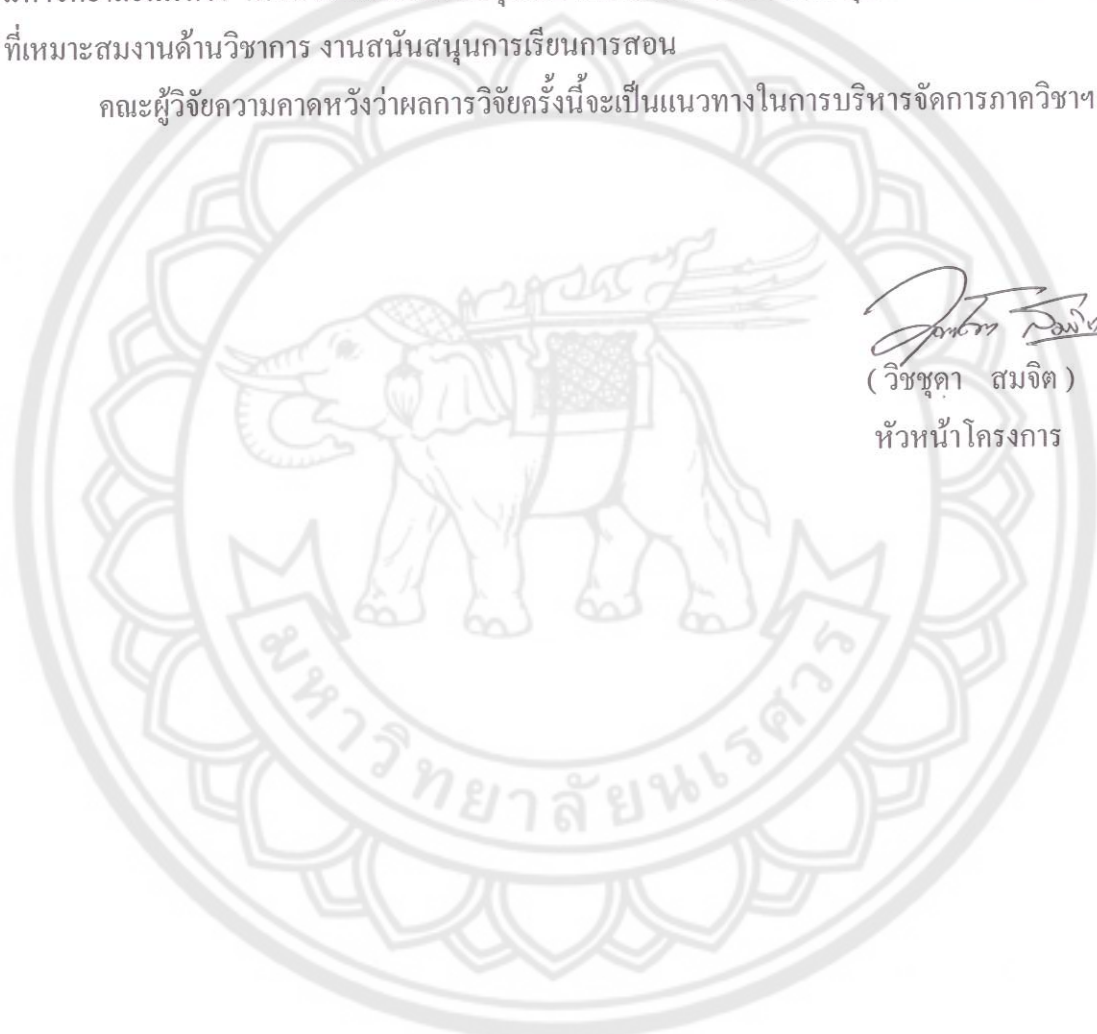 ที่เหมาะสมงานด้านวิชาการ งานสนันสนุนการเรียนการสอน
คณะผู้วิจัยความคาดหวังว่าผลการวิจัยครั้งนี้จะเป็นแนวทางในการบริหารจัดการภาควิชาฯ
( วิชชุดา สมจิต )
หัวหน้าโครงการ
มหาวิทยาลัยนเรศวร